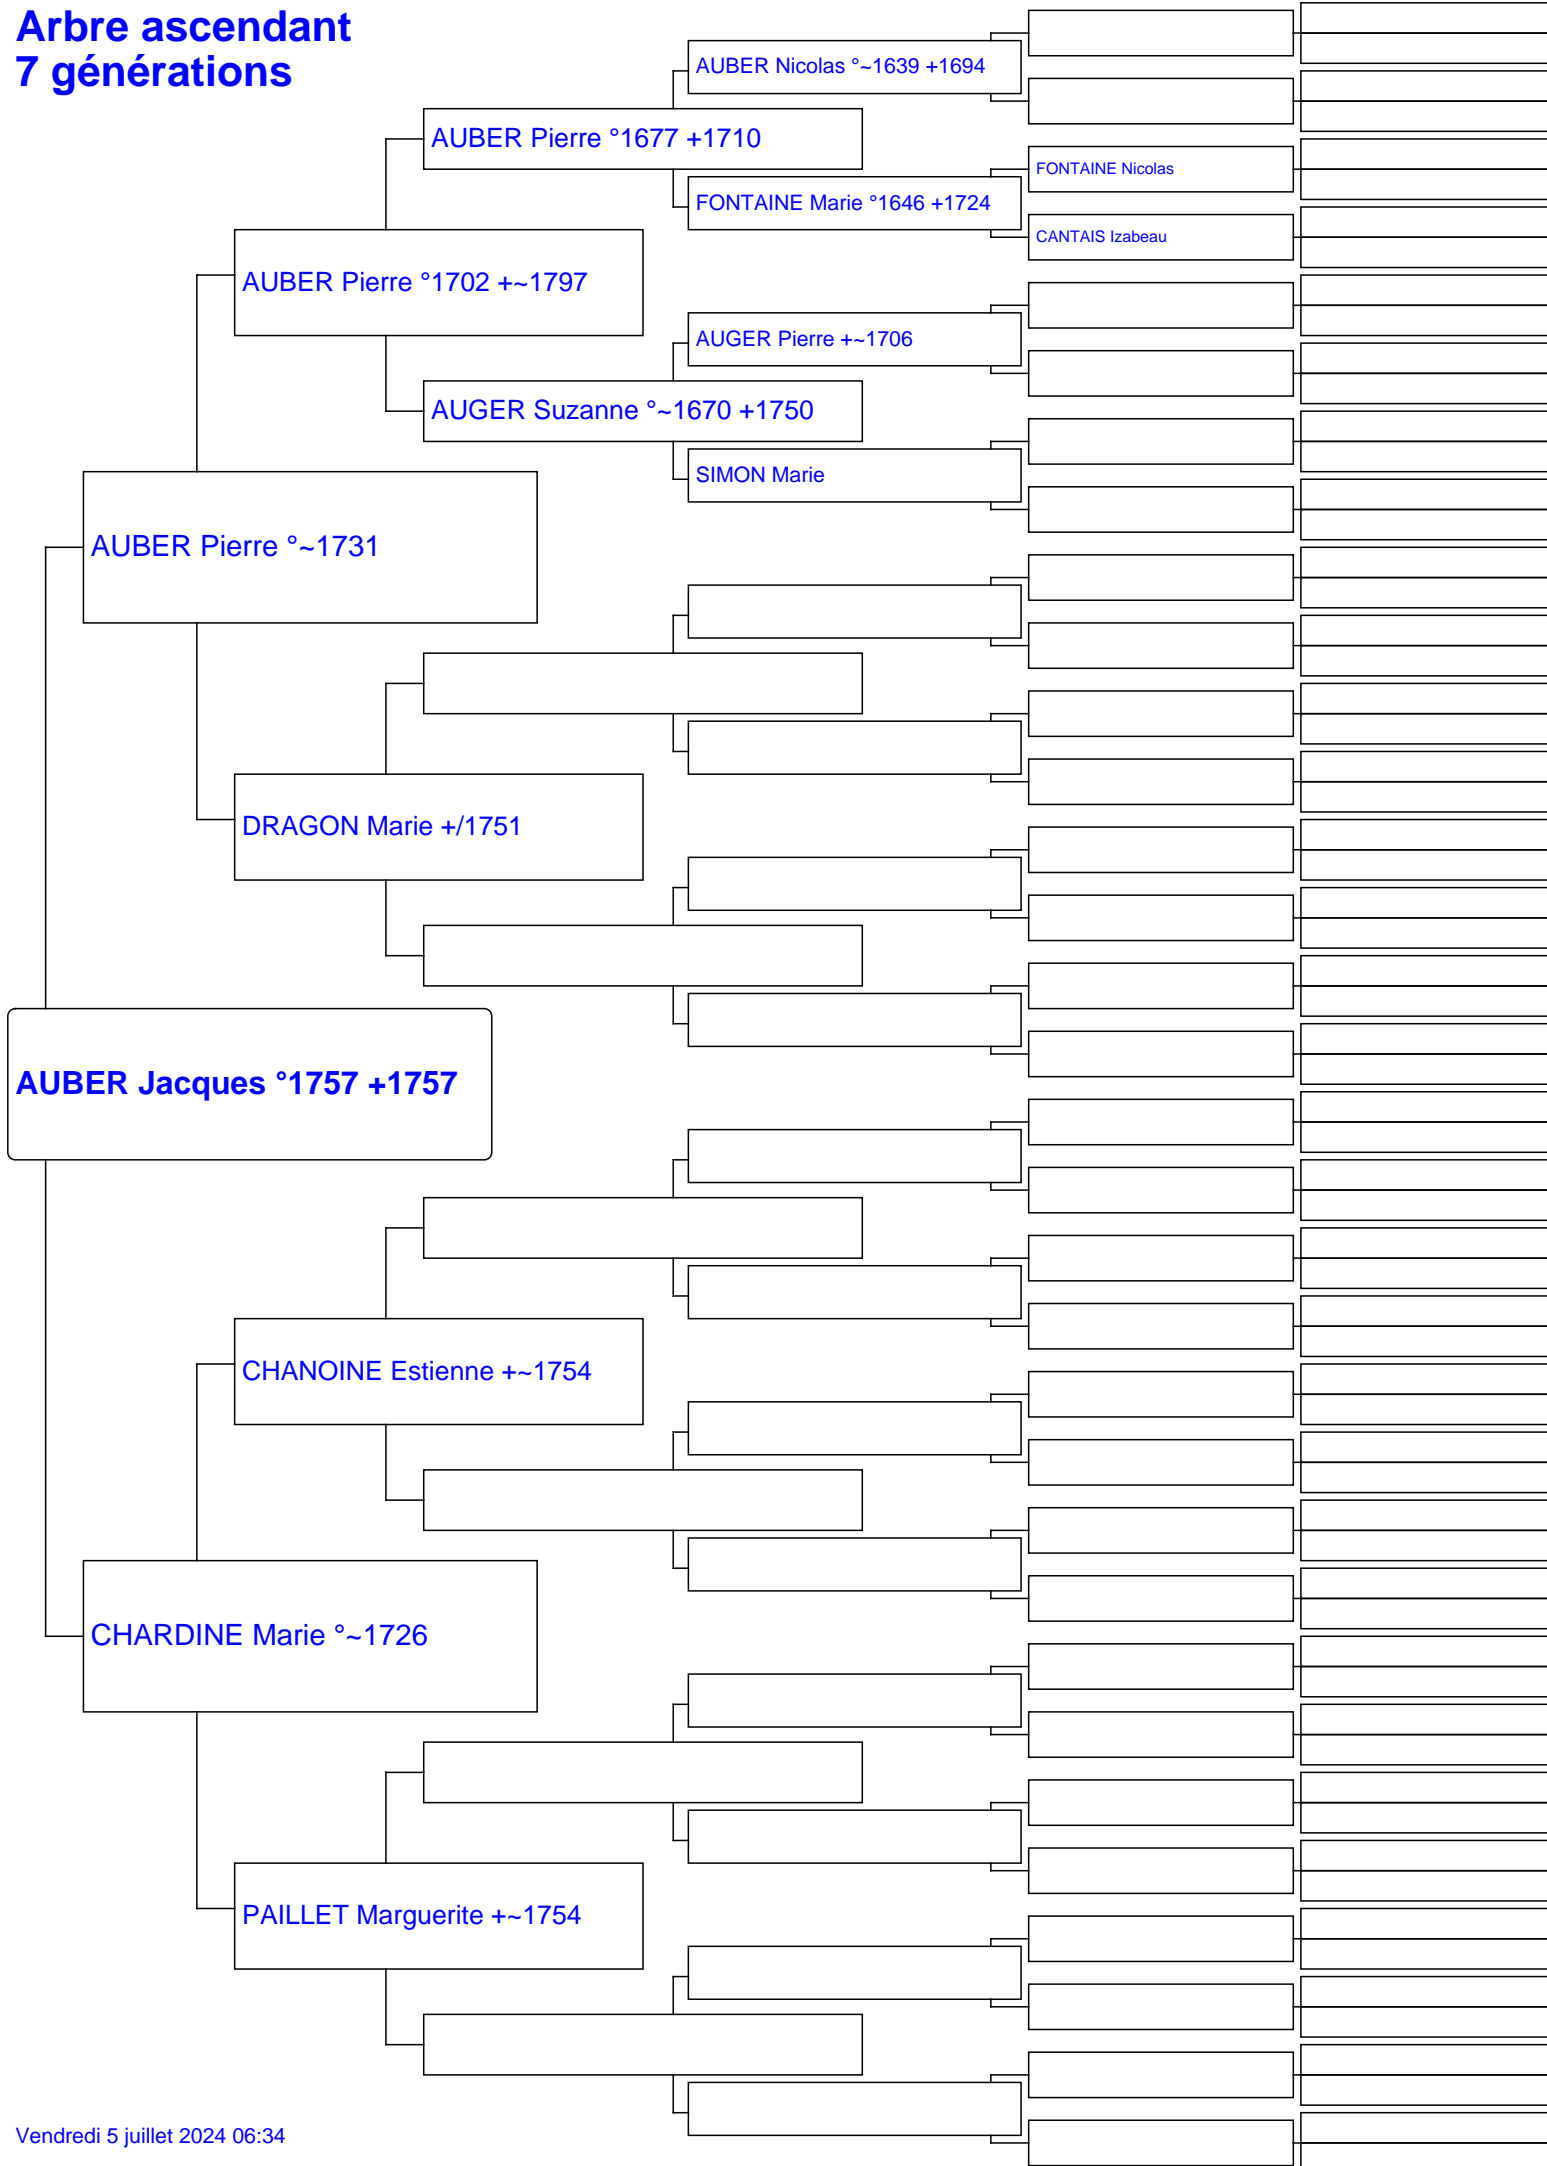 Arbre ascendant
7 générations
AUBER Nicolas °~1639 +1694
AUBER Pierre °1677 +1710
FONTAINE Nicolas
FONTAINE Marie °1646 +1724
CANTAIS Izabeau
AUBER Pierre °1702 +~1797
AUGER Pierre +~1706
AUGER Suzanne °~1670 +1750
SIMON Marie
AUBER Pierre °~1731
DRAGON Marie +/1751
AUBER Jacques °1757 +1757
CHANOINE Estienne +~1754
CHARDINE Marie °~1726
PAILLET Marguerite +~1754
Vendredi 5 juillet 2024 06:34